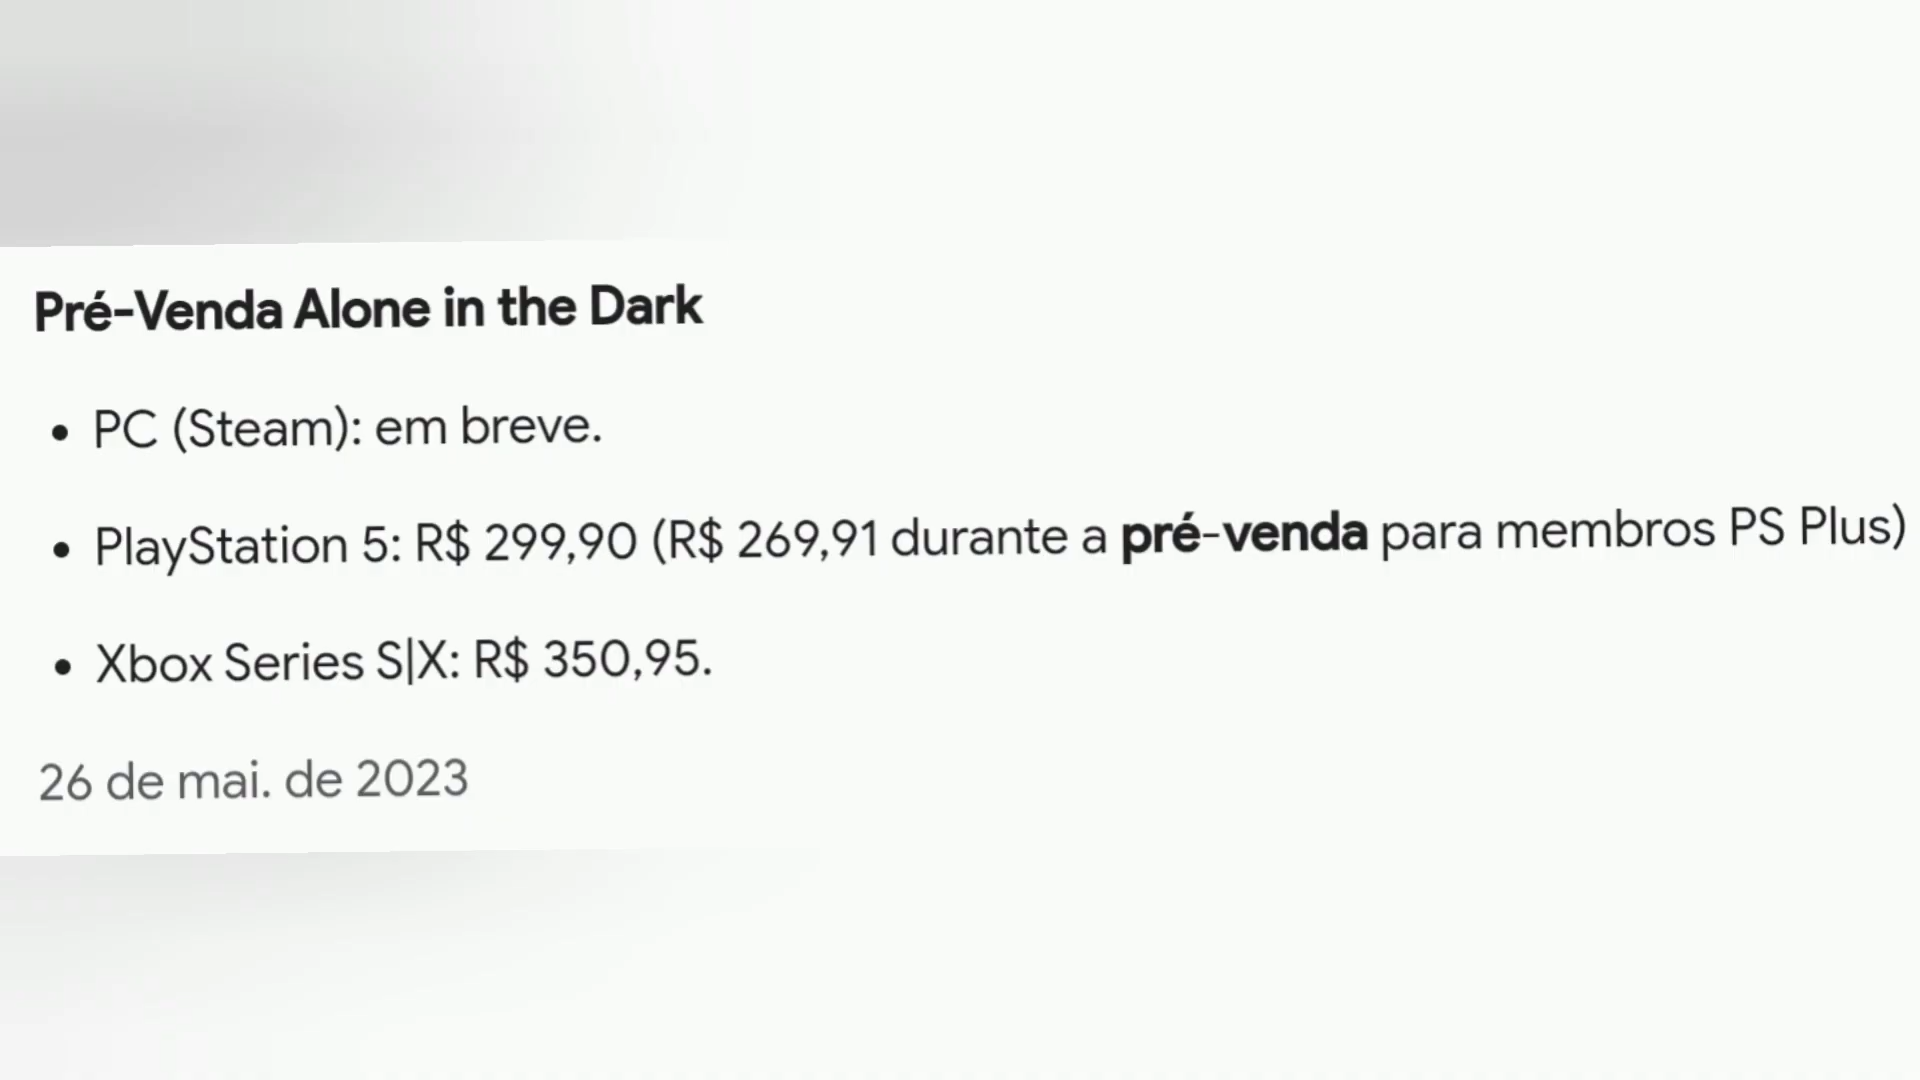 Pré-Venda Alone in the Dark
• PC (Steam): em breve.
• PlayStation 5: R$ 299,90 (R$ 269,91 durante a pré-venda para membros PS Plus)
• Xbox Series S|X: R$ 350,95.
26 de mai. de 2023